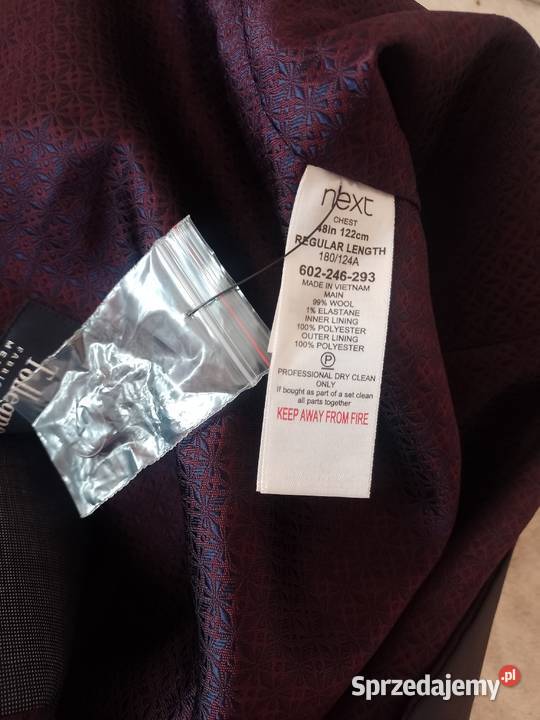 next
CHEST
48in 122cm
REGULAR LENGTH
180/124A
602-246-293
MADE IN VIETNAM
MAIN
99% WOOL
1% ELASTANE
INNER LINING
100% POLYESTER
OUTER LINING
100% POLYESTER
P
PROFESSIONAL DRY CLEAN
ONLY
If bought as part of a set clean
all parts together
KEEP AWAY FROM FIRE
Sprzedajemy.pl